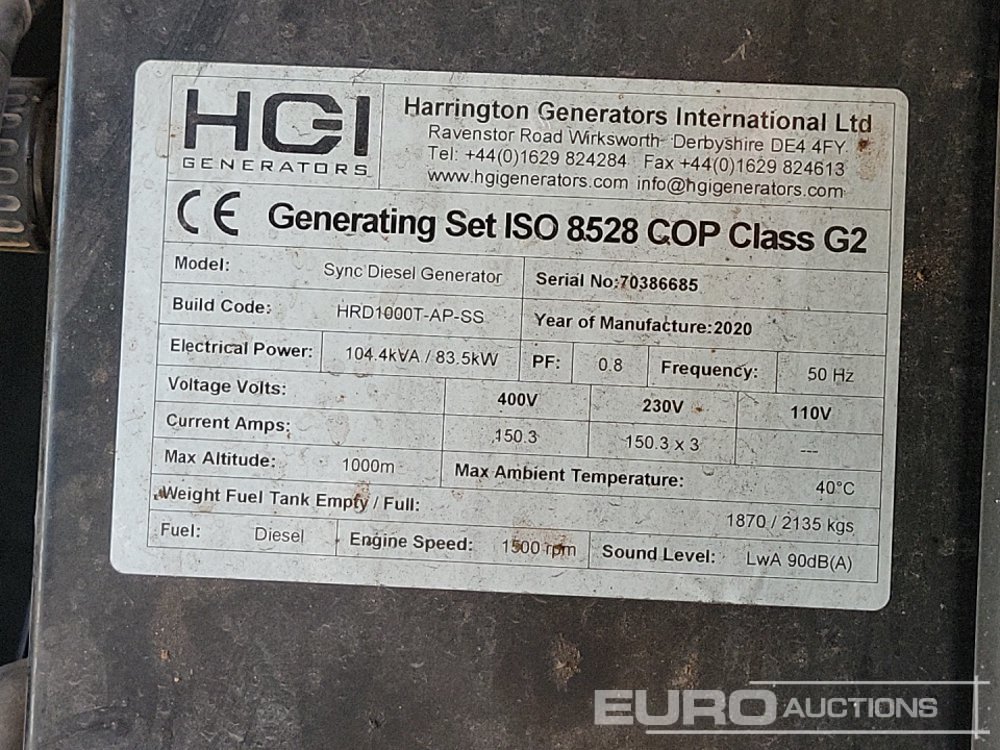 HGI
GENERATORS
Harrington Generators International Ltd
Ravenstor Road Wirksworth Derbyshire DE4 4FY
Tel: +44(0)1629 824284 Fax +44(0)1629 824613
www.hgigenerators.com info@hgigenerators.com
CE Generating Set ISO 8528 COP Class G2
Model: Sync Diesel Generator Serial No:70386685
Build Code: HRD1000T-AP-SS Year of Manufacture:2020
Electrical Power: 104.4kVA / 83.5kW PF: 0.8 Frequency: 50 Hz
Voltage Volts: 400V 230V 110V
Current Amps: 150.3 150.3 x 3 ---
Max Altitude: 1000m Max Ambient Temperature: 40°C
Weight Fuel Tank Empty / Full: 1870 / 2135 kgs
Fuel: Diesel Engine Speed: 1500 rpm Sound Level: LwA 90dB(A)
EURO AUCTIONS